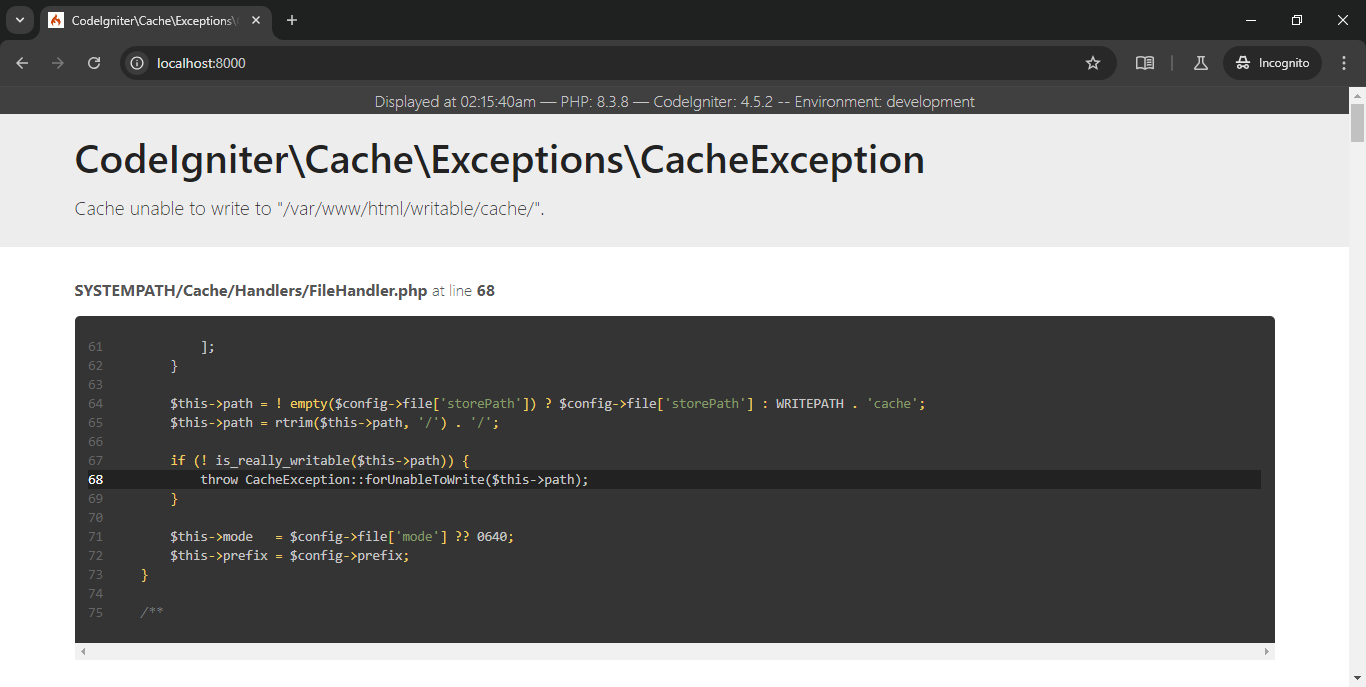 CodeIgniter\Cache\Exceptions\
localhost:8000
Incognito
Displayed at 02:15:40am — PHP: 8.3.8 — CodeIgniter: 4.5.2 -- Environment: development
CodeIgniter\Cache\Exceptions\CacheException
Cache unable to write to "/var/www/html/writable/cache/".
SYSTEMPATH/Cache/Handlers/FileHandler.php at line 68
61             ];
62         }
63
64         $this->path = ! empty($config->file['storePath']) ? $config->file['storePath'] : WRITEPATH . 'cache';
65         $this->path = rtrim($this->path, '/') . '/';
66
67         if (! is_really_writable($this->path)) {
68             throw CacheException::forUnableToWrite($this->path);
69         }
70
71         $this->mode   = $config->file['mode'] ?? 0640;
72         $this->prefix = $config->prefix;
73     }
74
75     /**